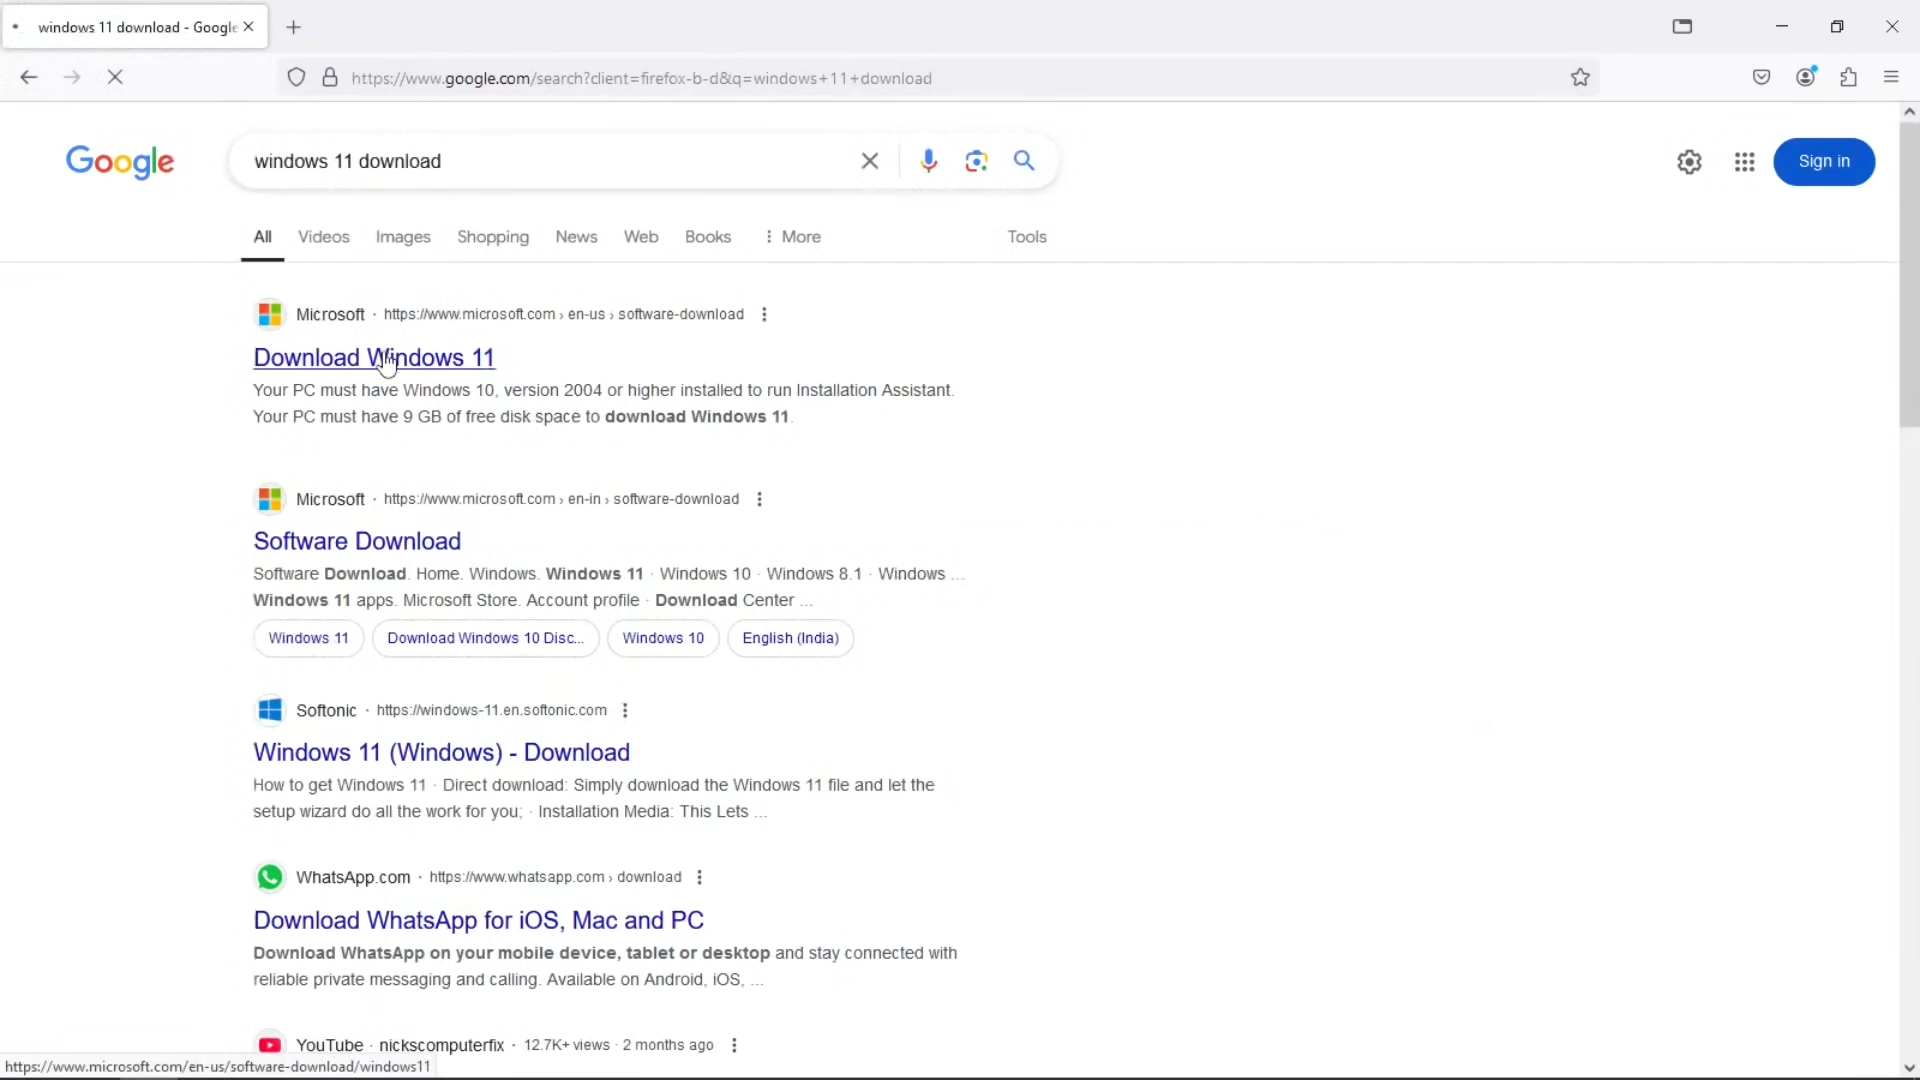 windows 11 download - Google
https://www.google.com/search?client=firefox-b-d&q=windows+11+download
Google
windows 11 download
Sign in
All
Videos
Images
Shopping
News
Web
Books
More
Tools
Microsoft · https://www.microsoft.com › en-us › software-download
Download Windows 11
Your PC must have Windows 10, version 2004 or higher installed to run Installation Assistant.
Your PC must have 9 GB of free disk space to download Windows 11.
Microsoft · https://www.microsoft.com › en-in › software-download
Software Download
Software Download. Home. Windows. Windows 11 · Windows 10 · Windows 8.1 · Windows ...
Windows 11 apps. Microsoft Store. Account profile · Download Center ...
Windows 11
Download Windows 10 Disc...
Windows 10
English (India)
Softonic · https://windows-11.en.softonic.com
Windows 11 (Windows) - Download
How to get Windows 11 · Direct download: Simply download the Windows 11 file and let the
setup wizard do all the work for you; · Installation Media: This Lets ...
WhatsApp.com · https://www.whatsapp.com › download
Download WhatsApp for iOS, Mac and PC
Download WhatsApp on your mobile device, tablet or desktop and stay connected with
reliable private messaging and calling. Available on Android, iOS, ...
YouTube · nickscomputerfix · 12.7K+ views · 2 months ago
https://www.microsoft.com/en-us/software-download/windows11